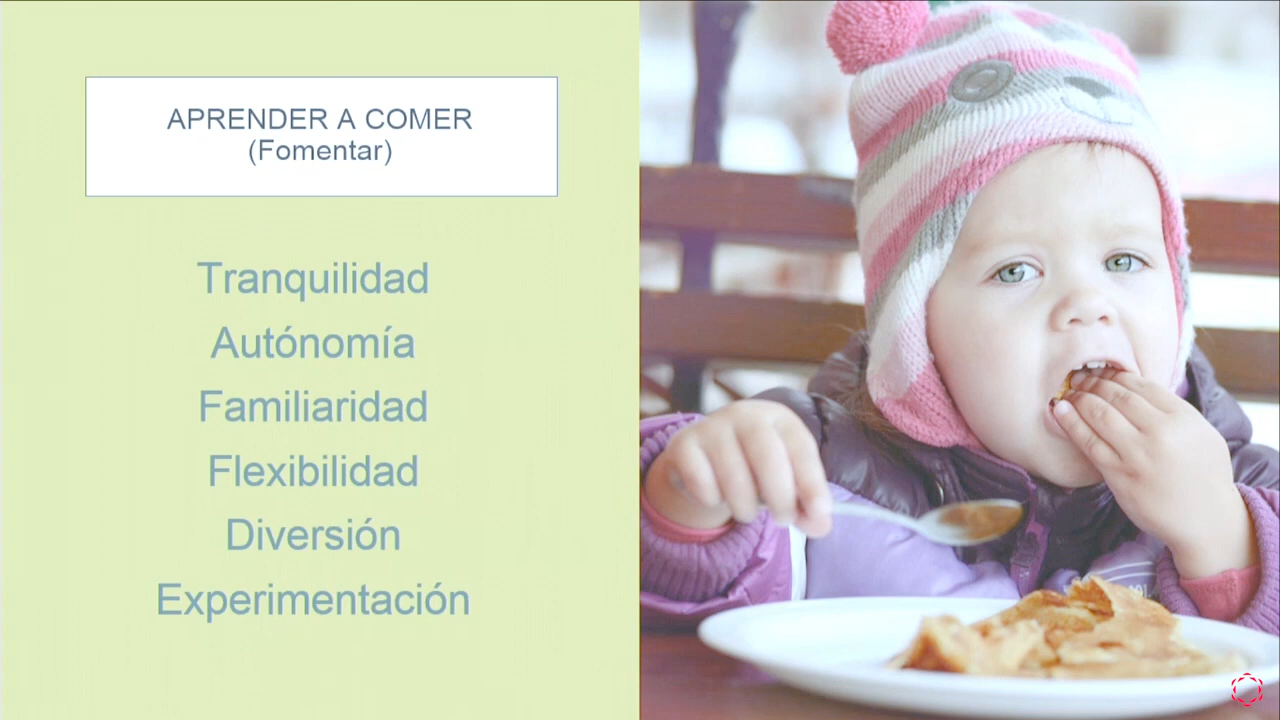 APRENDER A COMER
(Fomentar)
Tranquilidad
Autónomía
Familiaridad
Flexibilidad
Diversión
Experimentación